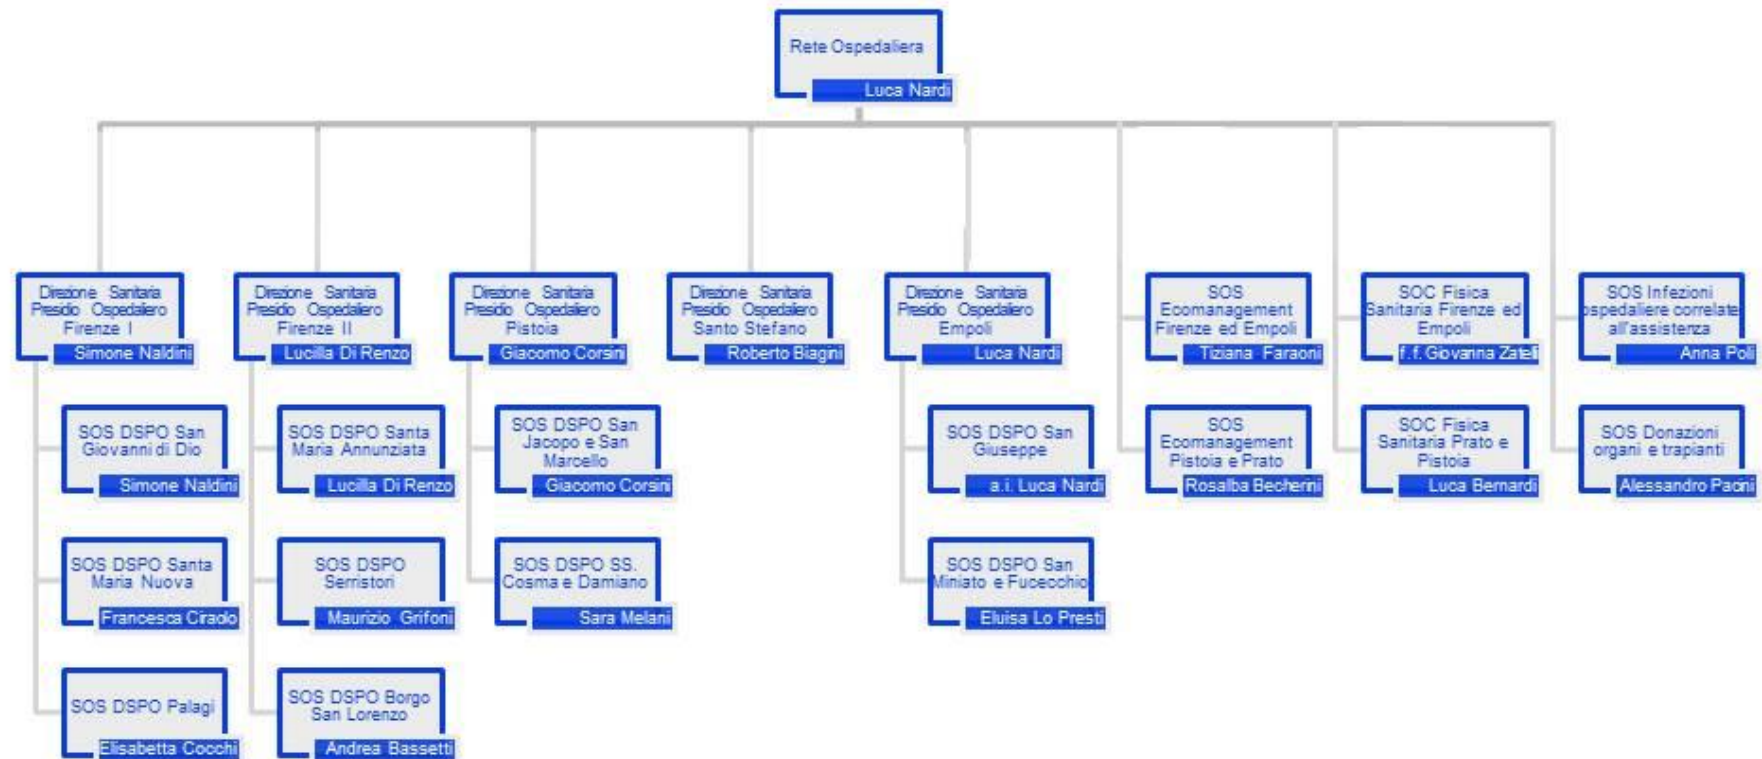 Rete Ospedaliera
Luca Nardi
Direzione Sanitaria
Presidio Ospedaliero
Firenze I
Simone Naldini
Direzione Sanitaria
Presidio Ospedaliero
Firenze II
Lucilla Di Renzo
Direzione Sanitaria
Presidio Ospedaliero
Pistoia
Giacomo Corsini
Direzione Sanitaria
Presidio Ospedaliero
Santo Stefano
Roberto Biagini
Direzione Sanitaria
Presidio Ospedaliero
Empoli
Luca Nardi
SOS
Ecomanagement
Firenze ed Empoli
Tiziana Faraoni
SOC Fisica
Sanitaria Firenze ed
Empoli
f.f. Giovanna Zatelli
SOS Infezioni
ospedaliere correlate
all'assistenza
Anna Poli
SOS DSPO San
Giovanni di Dio
Simone Naldini
SOS DSPO Santa
Maria Annunziata
Lucilla Di Renzo
SOS DSPO San
Jacopo e San
Marcello
Giacomo Corsini
SOS DSPO San
Giuseppe
a.i. Luca Nardi
SOS
Ecomanagement
Pistoia e Prato
Rosalba Becherini
SOC Fisica
Sanitaria Prato e
Pistoia
Luca Bernardi
SOS Donazioni
organi e trapianti
Alessandro Pacini
SOS DSPO Santa
Maria Nuova
Francesca Ciraolo
SOS DSPO
Serristori
Maurizio Grifoni
SOS DSPO SS.
Cosma e Damiano
Sara Melani
SOS DSPO San
Miniato e Fucecchio
Eluisa Lo Presti
SOS DSPO Palagi
Elisabetta Cocchi
SOS DSPO Borgo
San Lorenzo
Andrea Bassetti